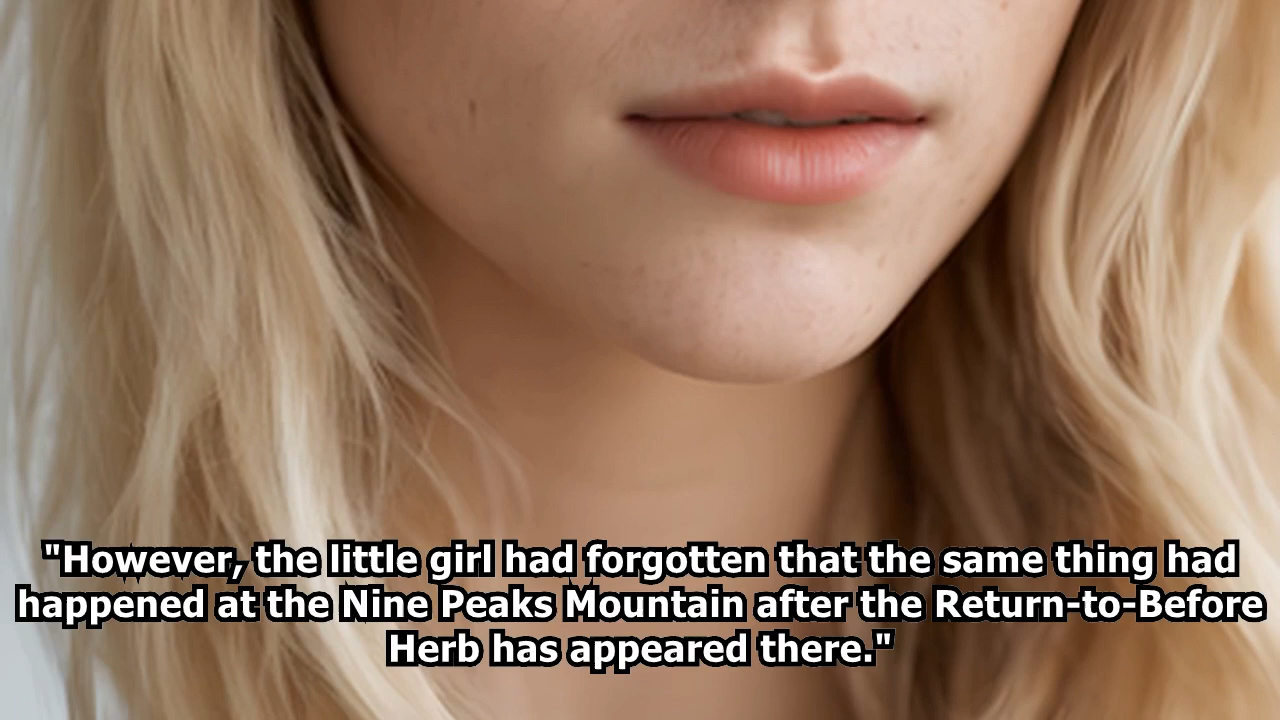 "However, the little girl had forgotten that the same thing had
happened at the Nine Peaks Mountain after the Return-to-Before
Herb has appeared there."